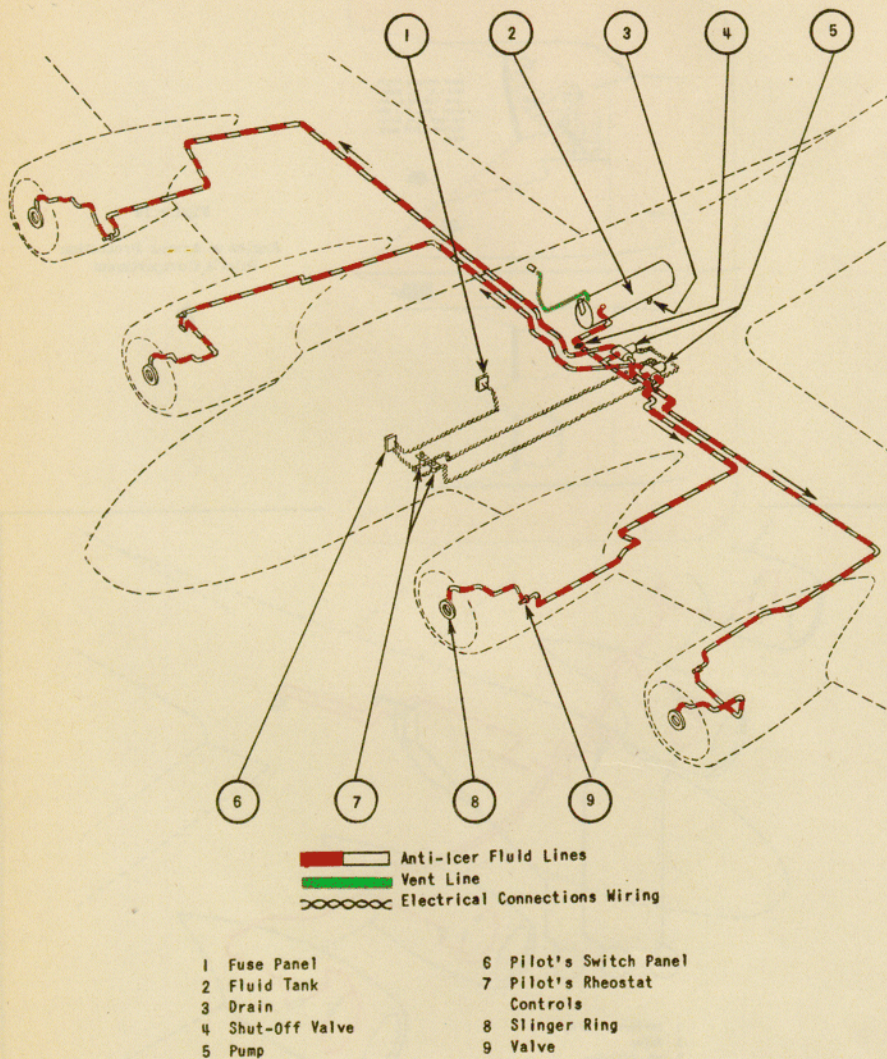 1 2 3 4 5
6 7 8 9
Anti-Icer Fluid Lines
Vent Line
Electrical Connections Wiring
1 Fuse Panel
2 Fluid Tank
3 Drain
4 Shut-Off Valve
5 Pump
6 Pilot's Switch Panel
7 Pilot's Rheostat
Controls
8 Slinger Ring
9 Valve